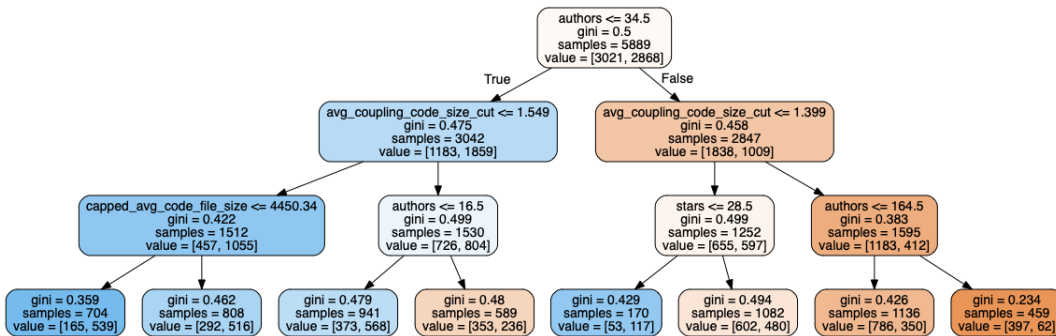 authors <= 34.5
gini = 0.5
samples = 5889
value = [3021, 2868]
True
False
avg_coupling_code_size_cut <= 1.549
gini = 0.475
samples = 3042
value = [1183, 1859]
avg_coupling_code_size_cut <= 1.399
gini = 0.458
samples = 2847
value = [1838, 1009]
capped_avg_code_file_size <= 4450.34
gini = 0.422
samples = 1512
value = [457, 1055]
authors <= 16.5
gini = 0.499
samples = 1530
value = [726, 804]
stars <= 28.5
gini = 0.499
samples = 1252
value = [655, 597]
authors <= 164.5
gini = 0.383
samples = 1595
value = [1183, 412]
gini = 0.359
samples = 704
value = [165, 539]
gini = 0.462
samples = 808
value = [292, 516]
gini = 0.479
samples = 941
value = [373, 568]
gini = 0.48
samples = 589
value = [353, 236]
gini = 0.429
samples = 170
value = [53, 117]
gini = 0.494
samples = 1082
value = [602, 480]
gini = 0.426
samples = 1136
value = [786, 350]
gini = 0.234
samples = 459
value = [397, 62]